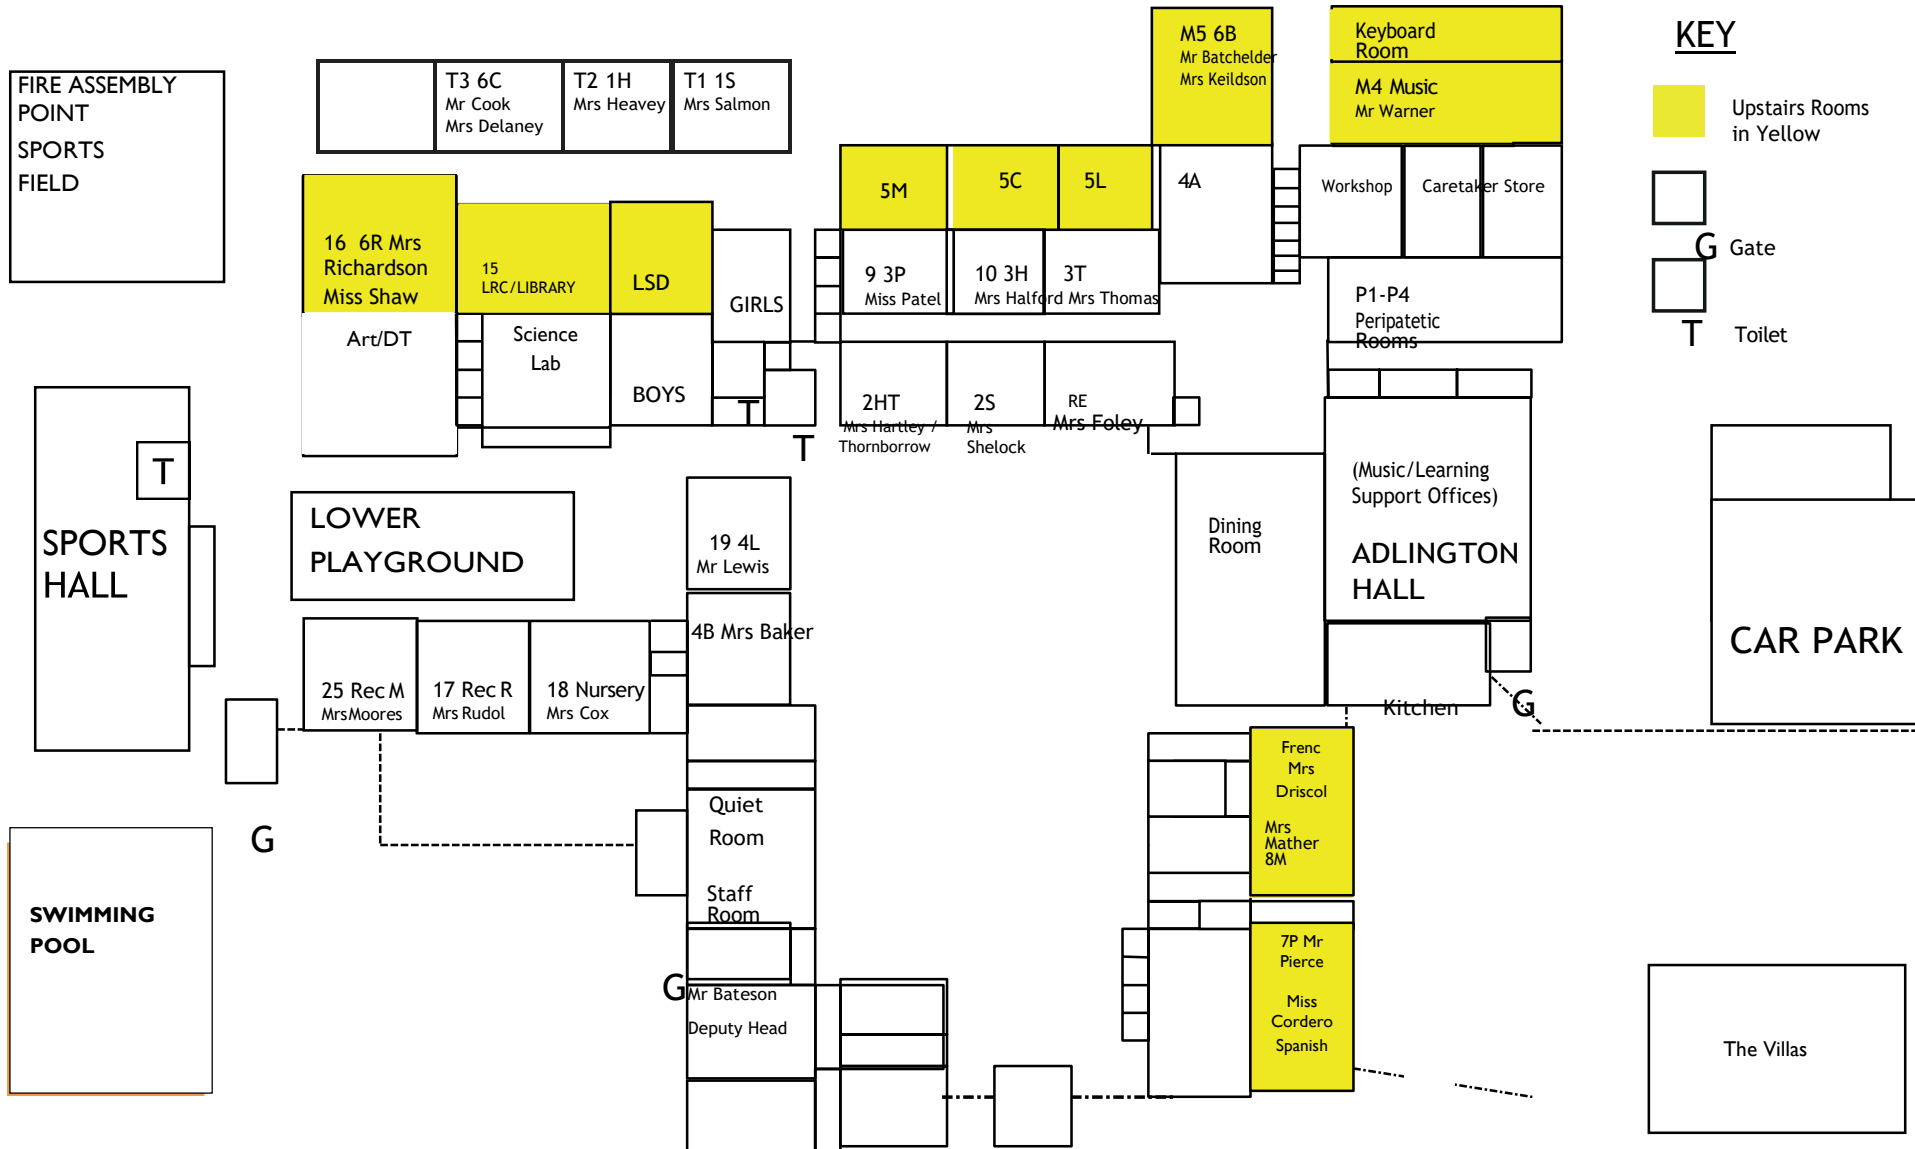 KEY
Upstairs Rooms
in Yellow
G Gate
T Toilet
FIRE ASSEMBLY
POINT
SPORTS
FIELD
T3 6C
Mr Cook
Mrs Delaney
T2 1H
Mrs Heavey
T1 1S
Mrs Salmon
M5 6B
Mr Batchelder
Mrs Keildson
Keyboard
Room
M4 Music
Mr Warner
16 6R Mrs
Richardson
Miss Shaw
15
LRC/LIBRARY
LSD
GIRLS
5M
5C
5L
4A
Workshop
Caretaker Store
9 3P
Miss Patel
10 3H
Mrs Halford
3T
Mrs Thomas
P1-P4
Peripatetic
Rooms
Art/DT
Science
Lab
BOYS
T
T
2HT
Mrs Hartley /
Thornborrow
2S
Mrs
Shelock
RE
Mrs Foley
T
SPORTS
HALL
LOWER
PLAYGROUND
19 4L
Mr Lewis
Dining
Room
(Music/Learning
Support Offices)
ADLINGTON
HALL
CAR PARK
4B Mrs Baker
25 Rec M
MrsMoores
17 Rec R
Mrs Rudol
18 Nursery
Mrs Cox
Kitchen
G
Frenc
Mrs
Driscol
Mrs
Mather
8M
G
Quiet
Room
Staff
Room
SWIMMING
POOL
7P Mr
Pierce
Miss
Cordero
Spanish
G
Mr Bateson
Deputy Head
The Villas